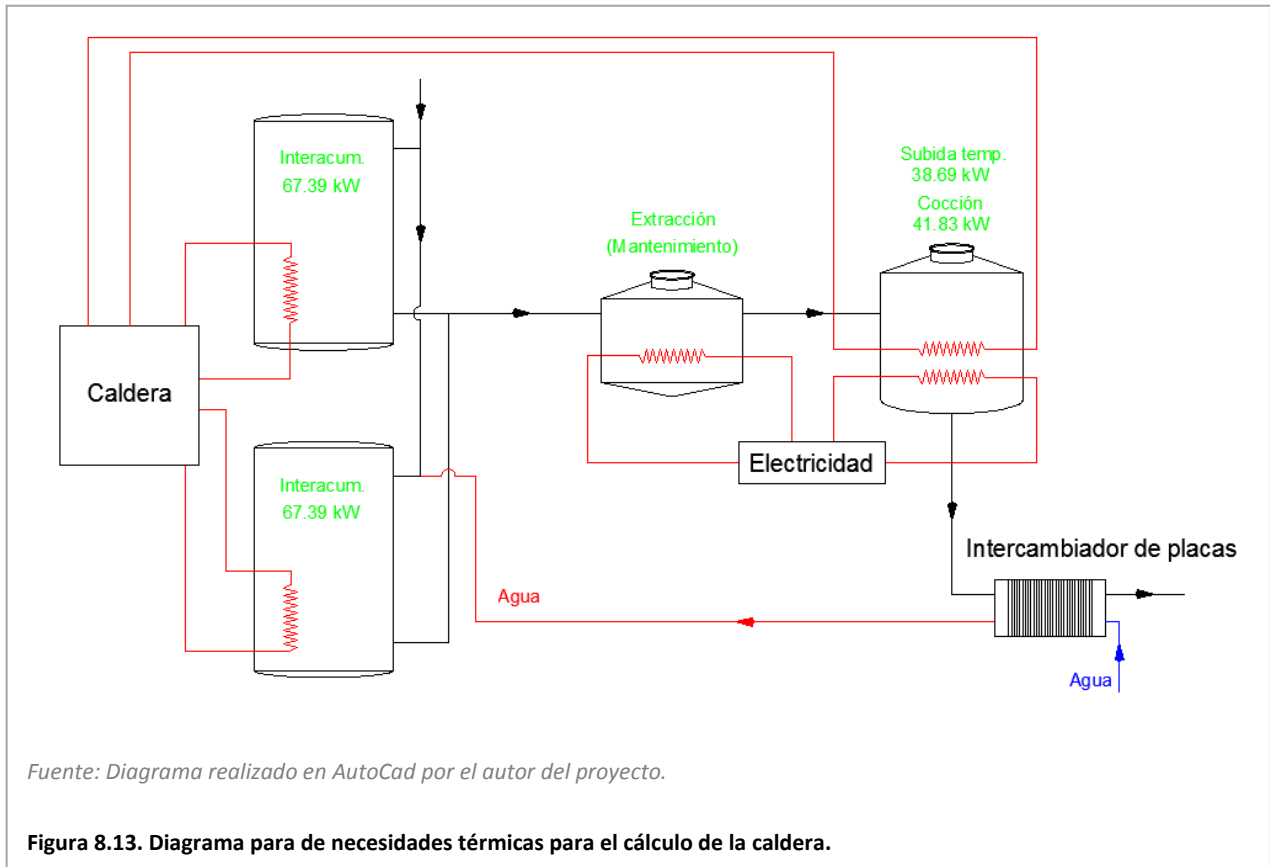 Interacum.
67.39 kW
Subida temp.
38.69 kW
Cocción
41.83 kW
Extracción
(Mantenimiento)
Caldera
Electricidad
Interacum.
67.39 kW
Intercambiador de placas
Agua
Agua
Fuente: Diagrama realizado en AutoCad por el autor del proyecto.
Figura 8.13. Diagrama para de necesidades térmicas para el cálculo de la caldera.